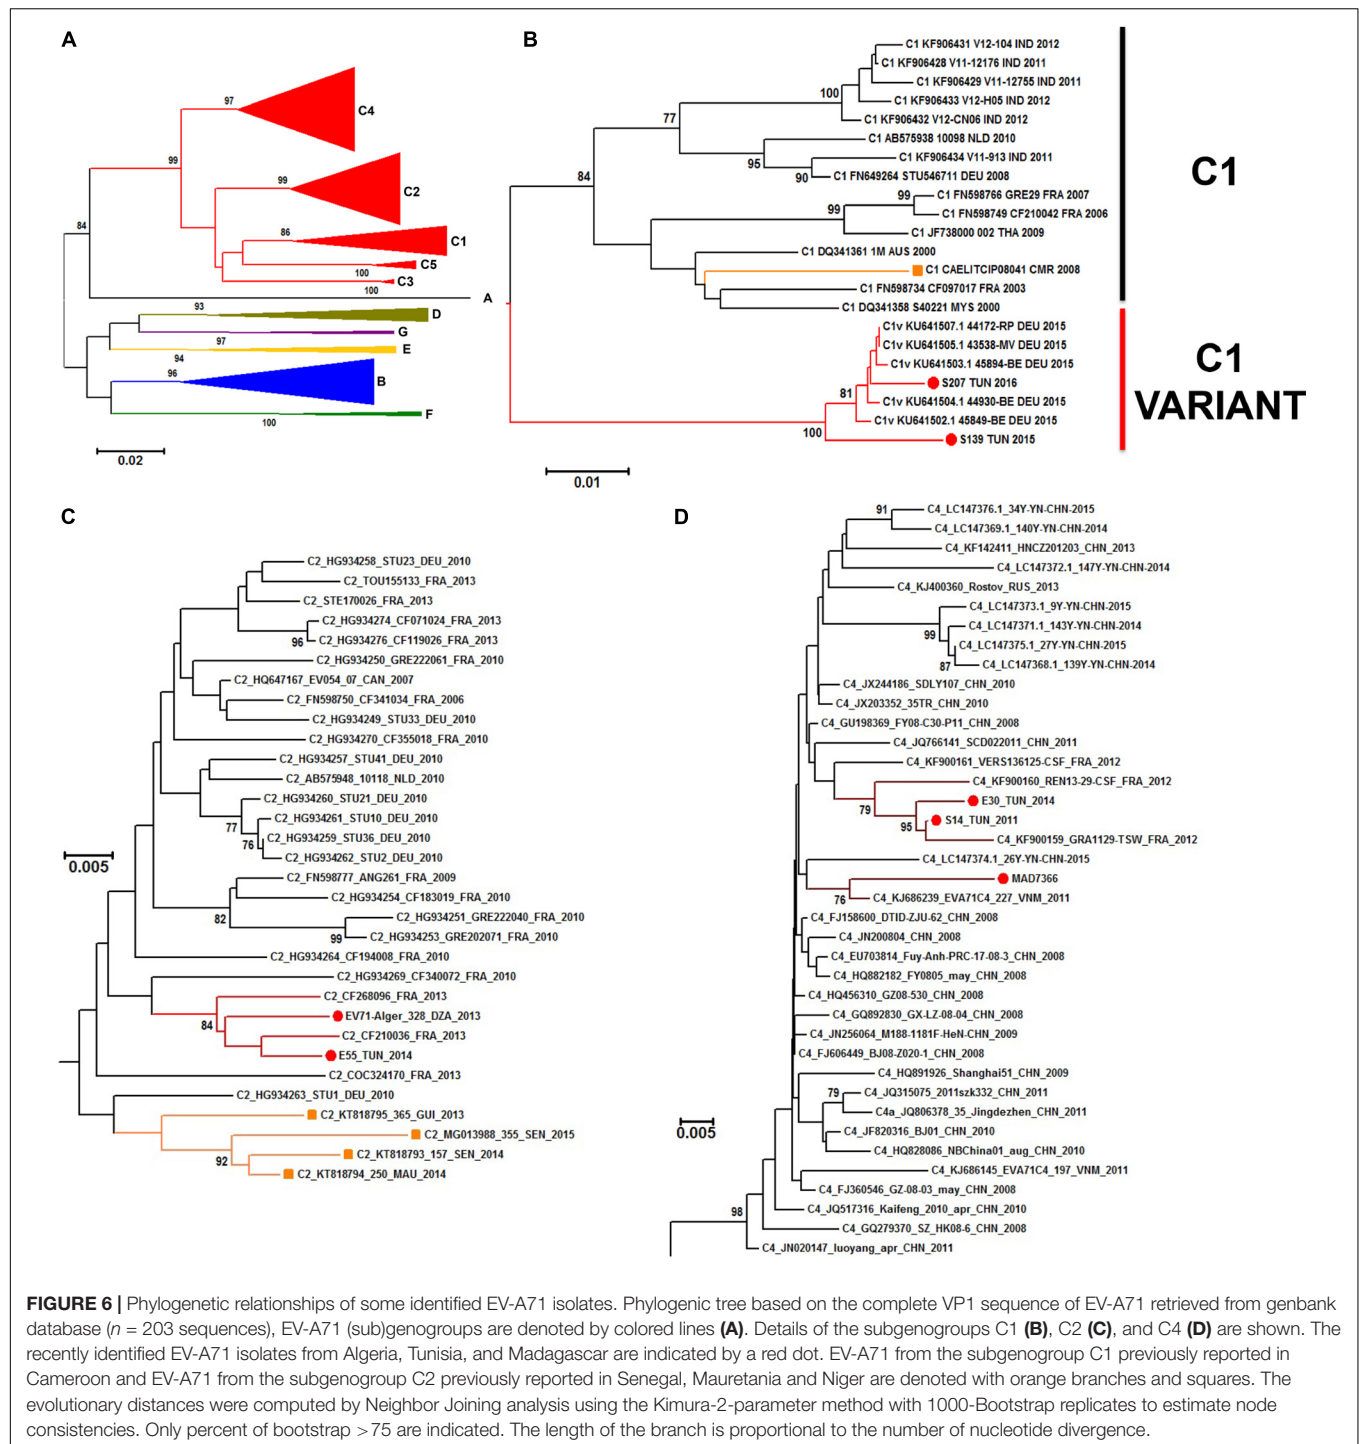 A
97
C4
99
99
C2
84
86
C1
C5
100
C3
100
A
93
D
G
97
E
94
96
B
F
100
0.02
B
C1 KF906431 V12-104 IND 2012
C1 KF906428 V11-12176 IND 2011
C1 KF906429 V11-12755 IND 2011
100
C1 KF906433 V12-H05 IND 2012
C1 KF906432 V12-CN06 IND 2012
77
C1 AB575938 10098 NLD 2010
95
C1 KF906434 V11-913 IND 2011
90
C1 FN649264 STU546711 DEU 2008
84
99
C1 FN598766 GRE29 FRA 2007
99
C1 FN598749 CF210042 FRA 2006
C1 JF738000 002 THA 2009
C1 DQ341361 1M AUS 2000
C1 CAELITCIP08041 CMR 2008
C1 FN598734 CF097017 FRA 2003
C1 DQ341358 S40221 MYS 2000
C1v KU641507.1 44172-RP DEU 2015
C1v KU641505.1 43538-MV DEU 2015
C1v KU641503.1 45894-BE DEU 2015
81
S207 TUN 2016
C1v KU641504.1 44930-BE DEU 2015
C1v KU641502.1 45849-BE DEU 2015
100
S139 TUN 2015
0.01
C1
C1
VARIANT
C
C2_HG934258_STU23_DEU_2010
C2_TOU155133_FRA_2013
C2_STE170026_FRA_2013
C2_HG934274_CF071024_FRA_2013
96
C2_HG934276_CF119026_FRA_2013
C2_HG934250_GRE222061_FRA_2010
C2_HQ647167_EV054_07_CAN_2007
C2_FN598750_CF341034_FRA_2006
C2_HG934249_STU33_DEU_2010
C2_HG934270_CF355018_FRA_2010
C2_HG934257_STU41_DEU_2010
C2_AB575948_10118_NLD_2010
C2_HG934260_STU21_DEU_2010
77
C2_HG934261_STU10_DEU_2010
76
C2_HG934259_STU36_DEU_2010
C2_HG934262_STU2_DEU_2010
0.005
C2_FN598777_ANG261_FRA_2009
82
C2_HG934254_CF183019_FRA_2010
C2_HG934251_GRE222040_FRA_2010
99
C2_HG934253_GRE202071_FRA_2010
C2_HG934264_CF194008_FRA_2010
C2_HG934269_CF340072_FRA_2010
C2_CF268096_FRA_2013
84
EV71-Alger_328_DZA_2013
C2_CF210036_FRA_2013
E55_TUN_2014
C2_COC324170_FRA_2013
C2_HG934263_STU1_DEU_2010
C2_KT818795_365_GUI_2013
C2_MG013988_355_SEN_2015
92
C2_KT818793_157_SEN_2014
C2_KT818794_250_MAU_2014
D
91
C4_LC147376.1_34Y-YN-CHN-2015
C4_LC147369.1_140Y-YN-CHN-2014
C4_KF142411_HNCZ201203_CHN_2013
C4_LC147372.1_147Y-YN-CHN-2014
C4_KJ400360_Rostov_RUS_2013
C4_LC147373.1_9Y-YN-CHN-2015
99
C4_LC147371.1_143Y-YN-CHN-2014
C4_LC147375.1_27Y-YN-CHN-2015
87
C4_LC147368.1_139Y-YN-CHN-2014
C4_JX244186_SDLY107_CHN_2010
C4_JX203352_35TR_CHN_2010
C4_GU198369_FY08-C30-P11_CHN_2008
C4_JQ766141_SCD022011_CHN_2011
C4_KF900161_VERS136125-CSF_FRA_2012
C4_KF900160_REN13-29-CSF_FRA_2012
79
E30_TUN_2014
95
S14_TUN_2011
C4_KF900159_GRA1129-TSW_FRA_2012
C4_LC147374.1_26Y-YN-CHN-2015
MAD7366
76
C4_KJ686239_EVA71C4_227_VNM_2011
C4_FJ158600_DTID-ZJU-62_CHN_2008
C4_JN200804_CHN_2008
C4_EU703814_Fuy-Anh-PRC-17-08-3_CHN_2008
C4_HQ882182_FY0805_may_CHN_2008
C4_HQ456310_GZ08-530_CHN_2008
C4_GQ892830_GX-LZ-08-04_CHN_2008
C4_JN256064_M188-1181F-HeN-CHN_2009
C4_FJ606449_BJ08-Z020-1_CHN_2008
C4_HQ891926_Shanghai51_CHN_2009
79
C4_JQ315075_2011szk332_CHN_2011
C4a_JQ806378_35_Jingdezhen_CHN_2011
0.005
C4_JF820316_BJ01_CHN_2010
C4_HQ828086_NBChina01_aug_CHN_2010
C4_KJ686145_EVA71C4_197_VNM_2011
C4_FJ360546_GZ-08-03_may_CHN_2008
98
C4_JQ517316_Kaifeng_2010_apr_CHN_2010
C4_GQ279370_SZ_HK08-6_CHN_2008
C4_JN020147_luoyang_apr_CHN_2011
FIGURE 6 | Phylogenetic relationships of some identified EV-A71 isolates. Phylogenic tree based on the complete VP1 sequence of EV-A71 retrieved from genbank
database (n = 203 sequences), EV-A71 (sub)genogroups are denoted by colored lines (A). Details of the subgenogroups C1 (B), C2 (C), and C4 (D) are shown. The
recently identified EV-A71 isolates from Algeria, Tunisia, and Madagascar are indicated by a red dot. EV-A71 from the subgenogroup C1 previously reported in
Cameroon and EV-A71 from the subgenogroup C2 previously reported in Senegal, Mauretania and Niger are denoted with orange branches and squares. The
evolutionary distances were computed by Neighbor Joining analysis using the Kimura-2-parameter method with 1000-Bootstrap replicates to estimate node
consistencies. Only percent of bootstrap >75 are indicated. The length of the branch is proportional to the number of nucleotide divergence.